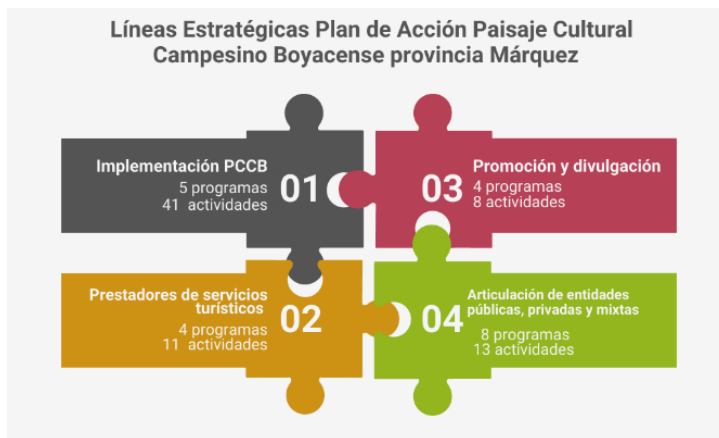 Líneas Estratégicas Plan de Acción Paisaje Cultural
Campesino Boyacense provincia Márquez
Implementación PCCB
5 programas
41 actividades
01
Prestadores de servicios
turísticos
4 programas
11 actividades
02
03
Promoción y divulgación
4 programas
8 actividades
04
Articulación de entidades
públicas, privadas y mixtas
8 programas
13 actividades